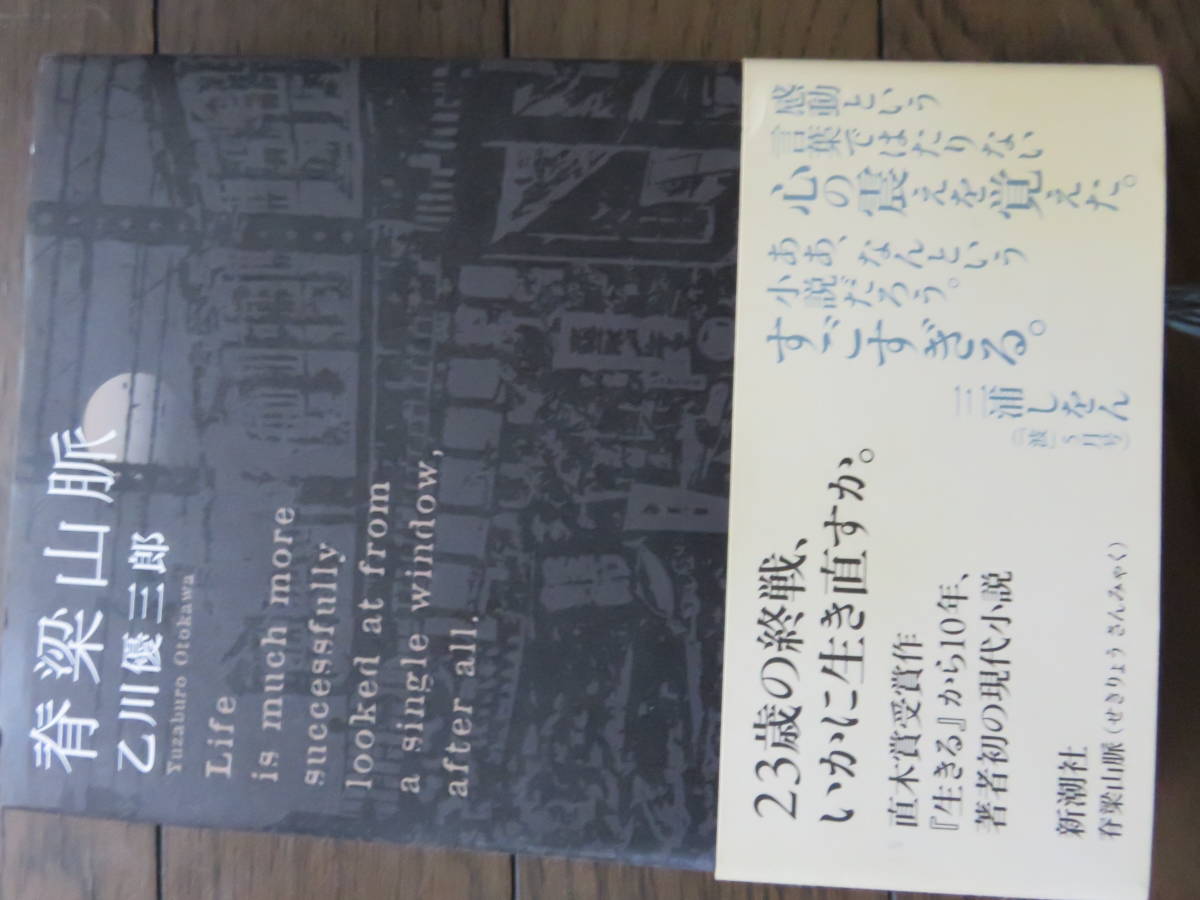 脊梁山脈
乙川優三郎
Yuzaburo Otokawa
Life
is much more
successfully
looked at from
a single window,
after all.
感動という
言葉ではたりない
心の震えを覚えた。
ああ、なんという
小説だろう。
すごすぎる。
三浦しをん
(「波」5月号)
23歳の終戦、
いかに生き直すか。
直木賞受賞作
『生きる』から10年、
著者初の現代小説
新潮社
脊梁山脈(せきりょうさんみゃく)